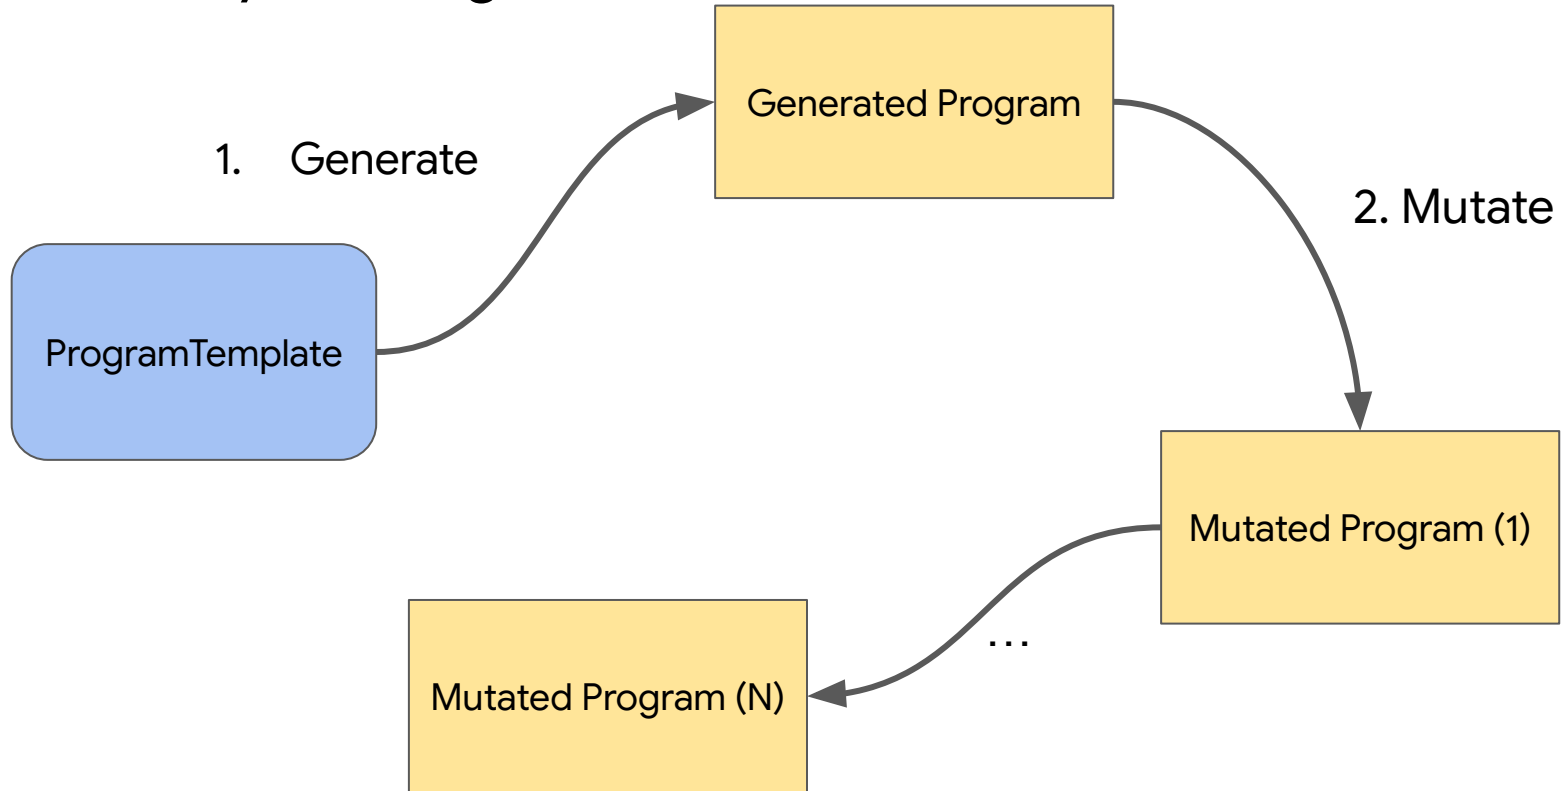 Generated Program
1. Generate
2. Mutate
ProgramTemplate
Mutated Program (1)
...
Mutated Program (N)